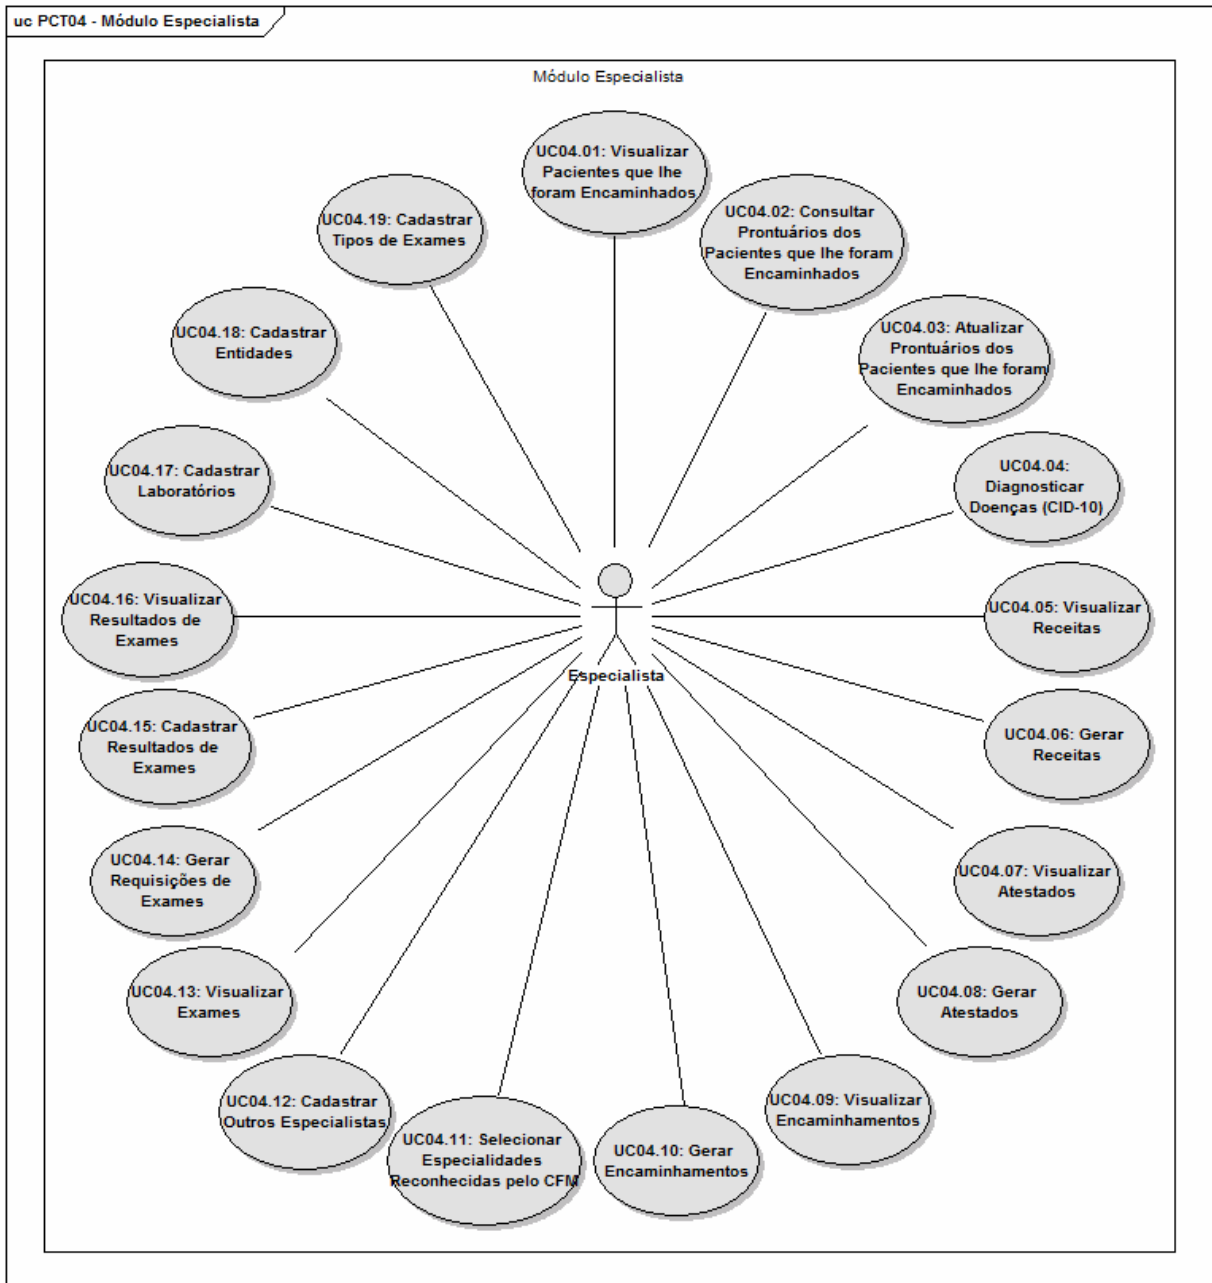 uc PCT04 - Módulo Especialista
Módulo Especialista
UC04.01: Visualizar
Pacientes que lhe
foram Encaminhados
UC04.02: Consultar
Prontuários dos
Pacientes que lhe foram
Encaminhados
UC04.03: Atualizar
Prontuários dos
Pacientes que lhe foram
Encaminhados
UC04.04:
Diagnosticar
Doenças (CID-10)
UC04.05: Visualizar
Receitas
UC04.06: Gerar
Receitas
UC04.07: Visualizar
Atestados
UC04.08: Gerar
Atestados
UC04.09: Visualizar
Encaminhamentos
UC04.10: Gerar
Encaminhamentos
UC04.11: Selecionar
Especialidades
Reconhecidas pelo CFM
UC04.12: Cadastrar
Outros Especialistas
UC04.13: Visualizar
Exames
UC04.14: Gerar
Requisições de
Exames
UC04.15: Cadastrar
Resultados de
Exames
UC04.16: Visualizar
Resultados de
Exames
UC04.17: Cadastrar
Laboratórios
UC04.18: Cadastrar
Entidades
UC04.19: Cadastrar
Tipos de Exames
Especialista